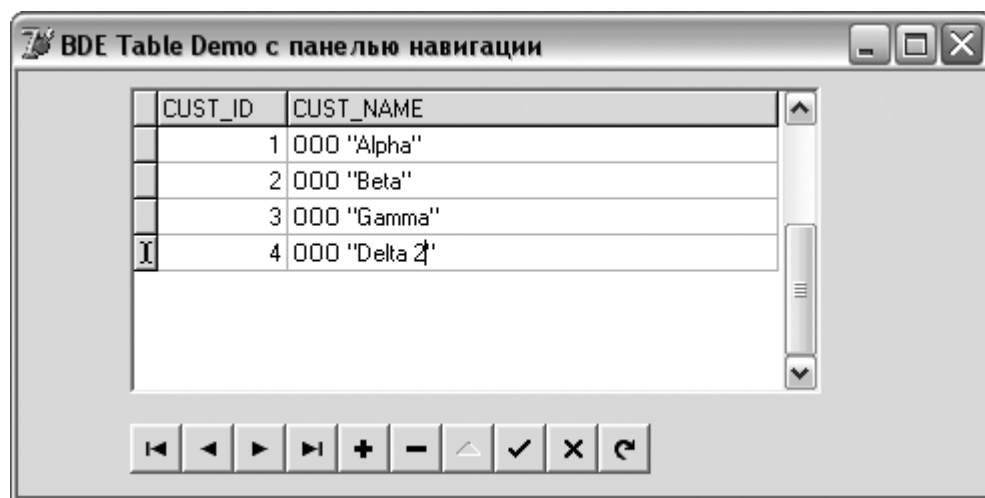 BDE Table Demo с панелью навигации
CUST_ID CUST_NAME
1 ООО "Alpha"
2 ООО "Beta"
3 ООО "Gamma"
4 ООО "Delta 2"